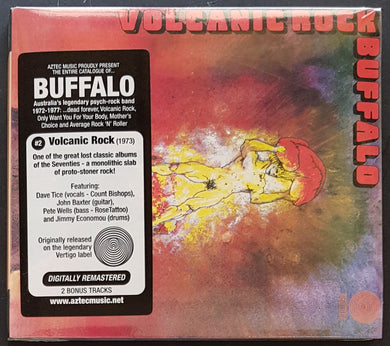 VOLCANIC ROCK
BUFFALO
AZTEC MUSIC PROUDLY PRESENT
THE ENTIRE CATALOGUE OF...
BUFFALO
Australia's legendary psych-rock band
1972-1977: ...dead forever, Volcanic Rock,
Only Want You For Your Body, Mother's
Choice and Average Rock 'N' Roller
#2 Volcanic Rock (1973)
One of the great lost classic albums
of the Seventies - a monolithic slab
of proto-stoner rock!
Featuring:
Dave Tice (vocals - Count Bishops),
John Baxter (guitar),
Pete Wells (bass - RoseTattoo)
and Jimmy Economou (drums)
Originally released
on the legendary
Vertigo label
DIGITALLY REMASTERED
2 BONUS TRACKS
www.aztecmusic.net